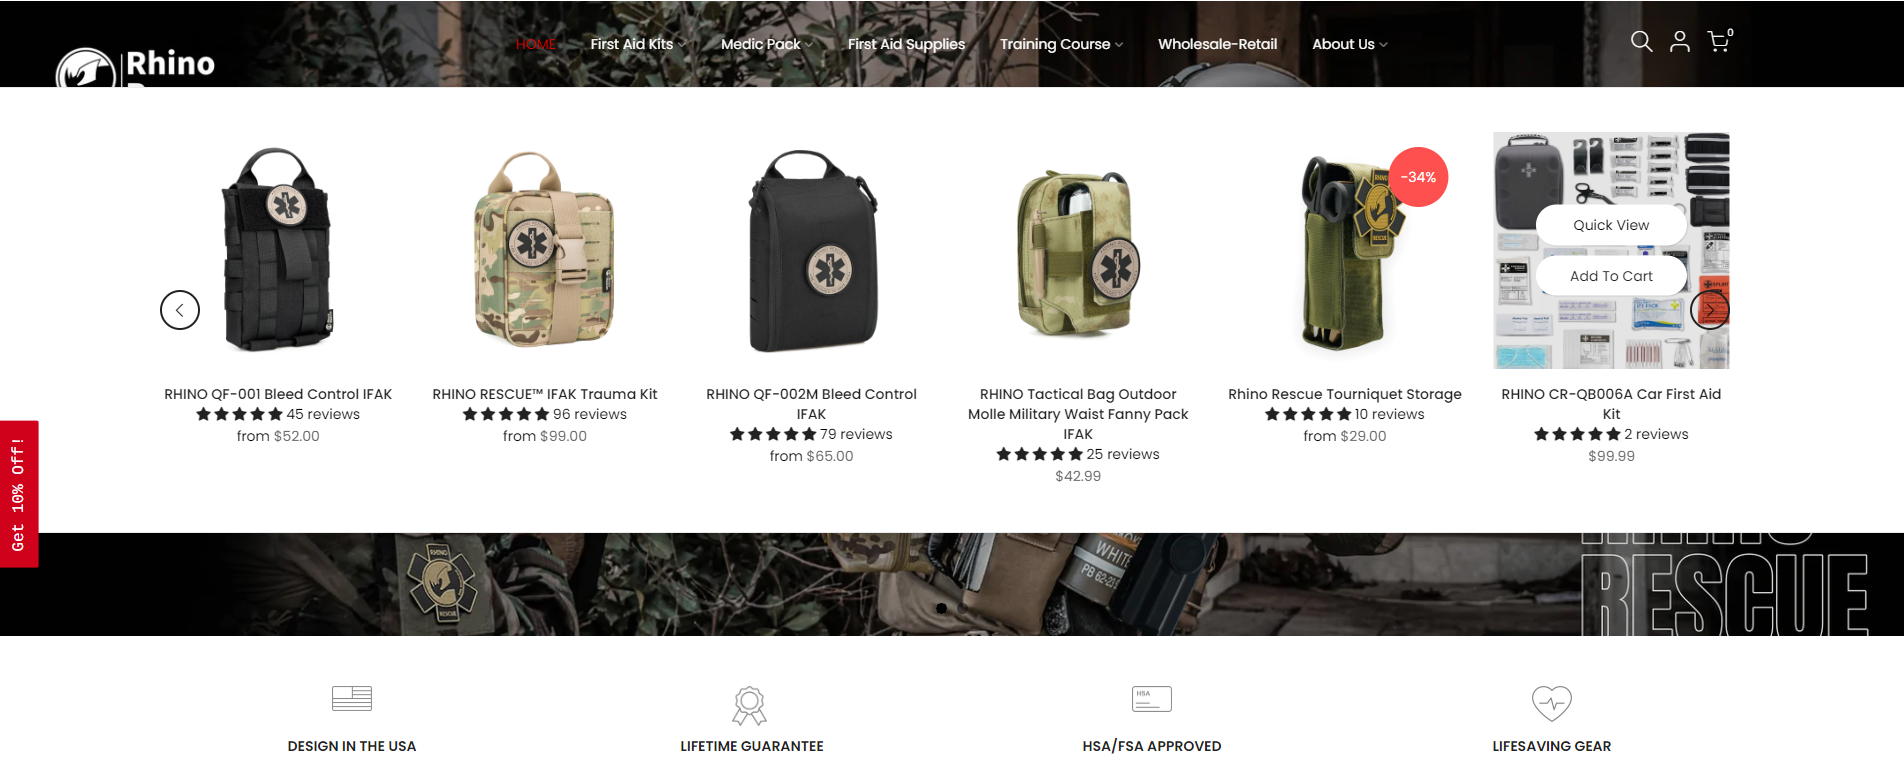 Rhino
HOME
First Aid Kits
Medic Pack
First Aid Supplies
Training Course
Wholesale-Retail
About Us
0
-34%
Quick View
Add To Cart
RHINO QF-001 Bleed Control IFAK
45 reviews
from $52.00
RHINO RESCUE™ IFAK Trauma Kit
96 reviews
from $99.00
RHINO QF-002M Bleed Control
IFAK
79 reviews
from $65.00
RHINO Tactical Bag Outdoor
Molle Military Waist Fanny Pack
IFAK
25 reviews
$42.99
Rhino Rescue Tourniquet Storage
10 reviews
from $29.00
RHINO CR-QB006A Car First Aid
Kit
2 reviews
$99.99
Get 10% Off!
RHINO
RESCUE
WHITE
RESCUE
HSA
DESIGN IN THE USA
LIFETIME GUARANTEE
HSA/FSA APPROVED
LIFESAVING GEAR